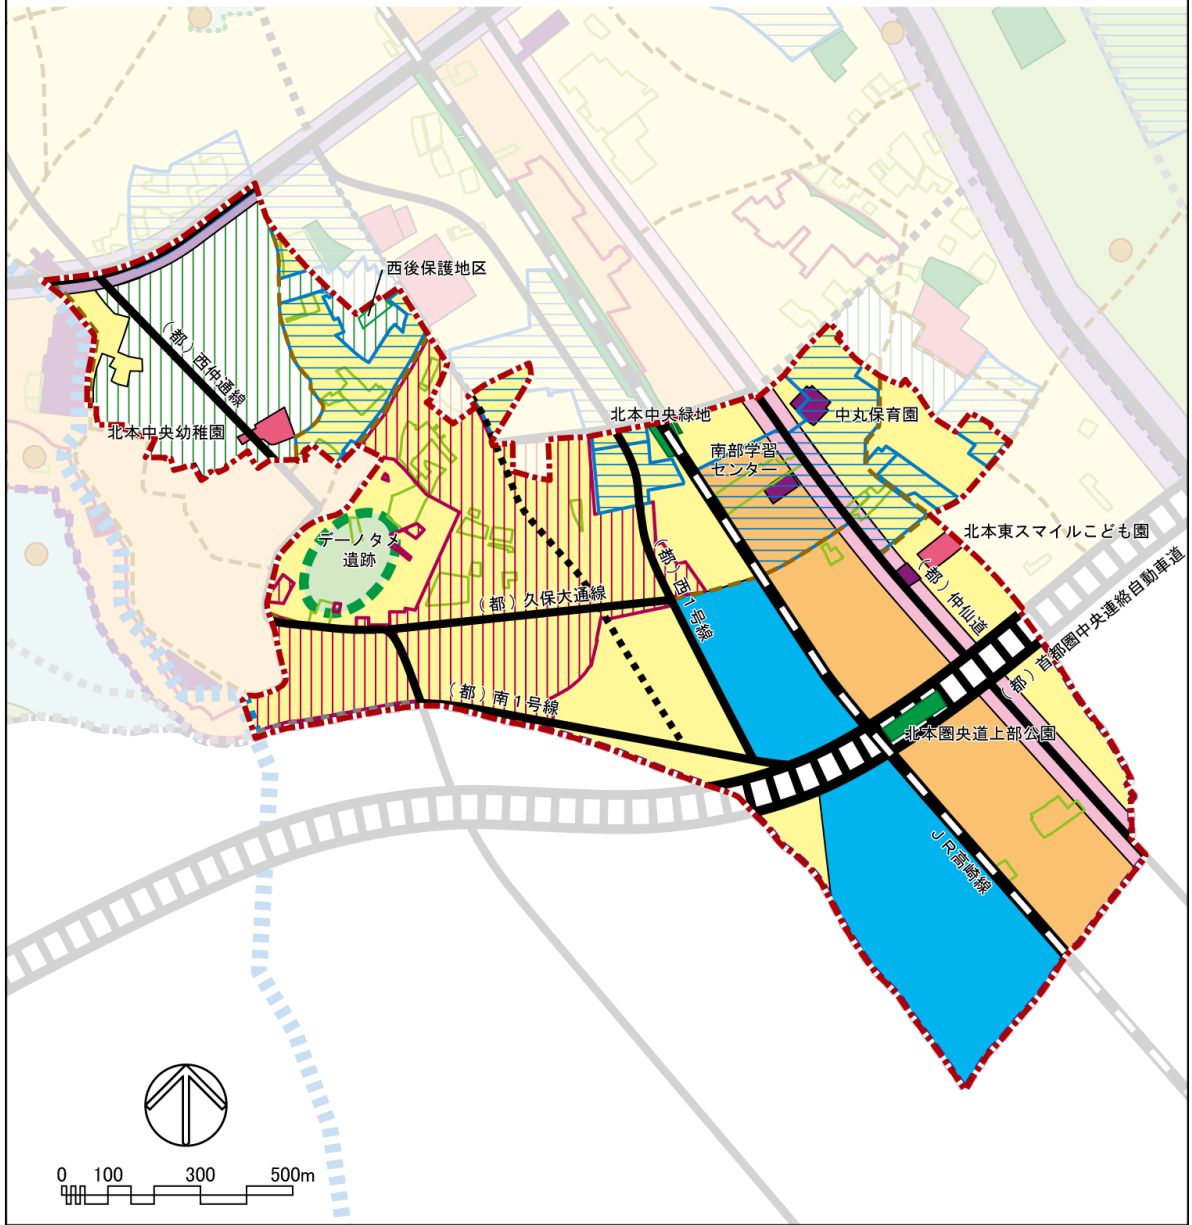 西後保護地区
(都)西仲通線
北本中央幼稚園
北本中央緑地
中丸保育園
南部学習
センター
デーノタメ
遺跡
北本東スマイルこども園
(都)西1号線
(都)久保大通線
(都)仲仙道
(都)首都圏中央連絡自動車道
(都)南1号線
北本圏央道上部公園
JR高崎線
0 100 300 500m